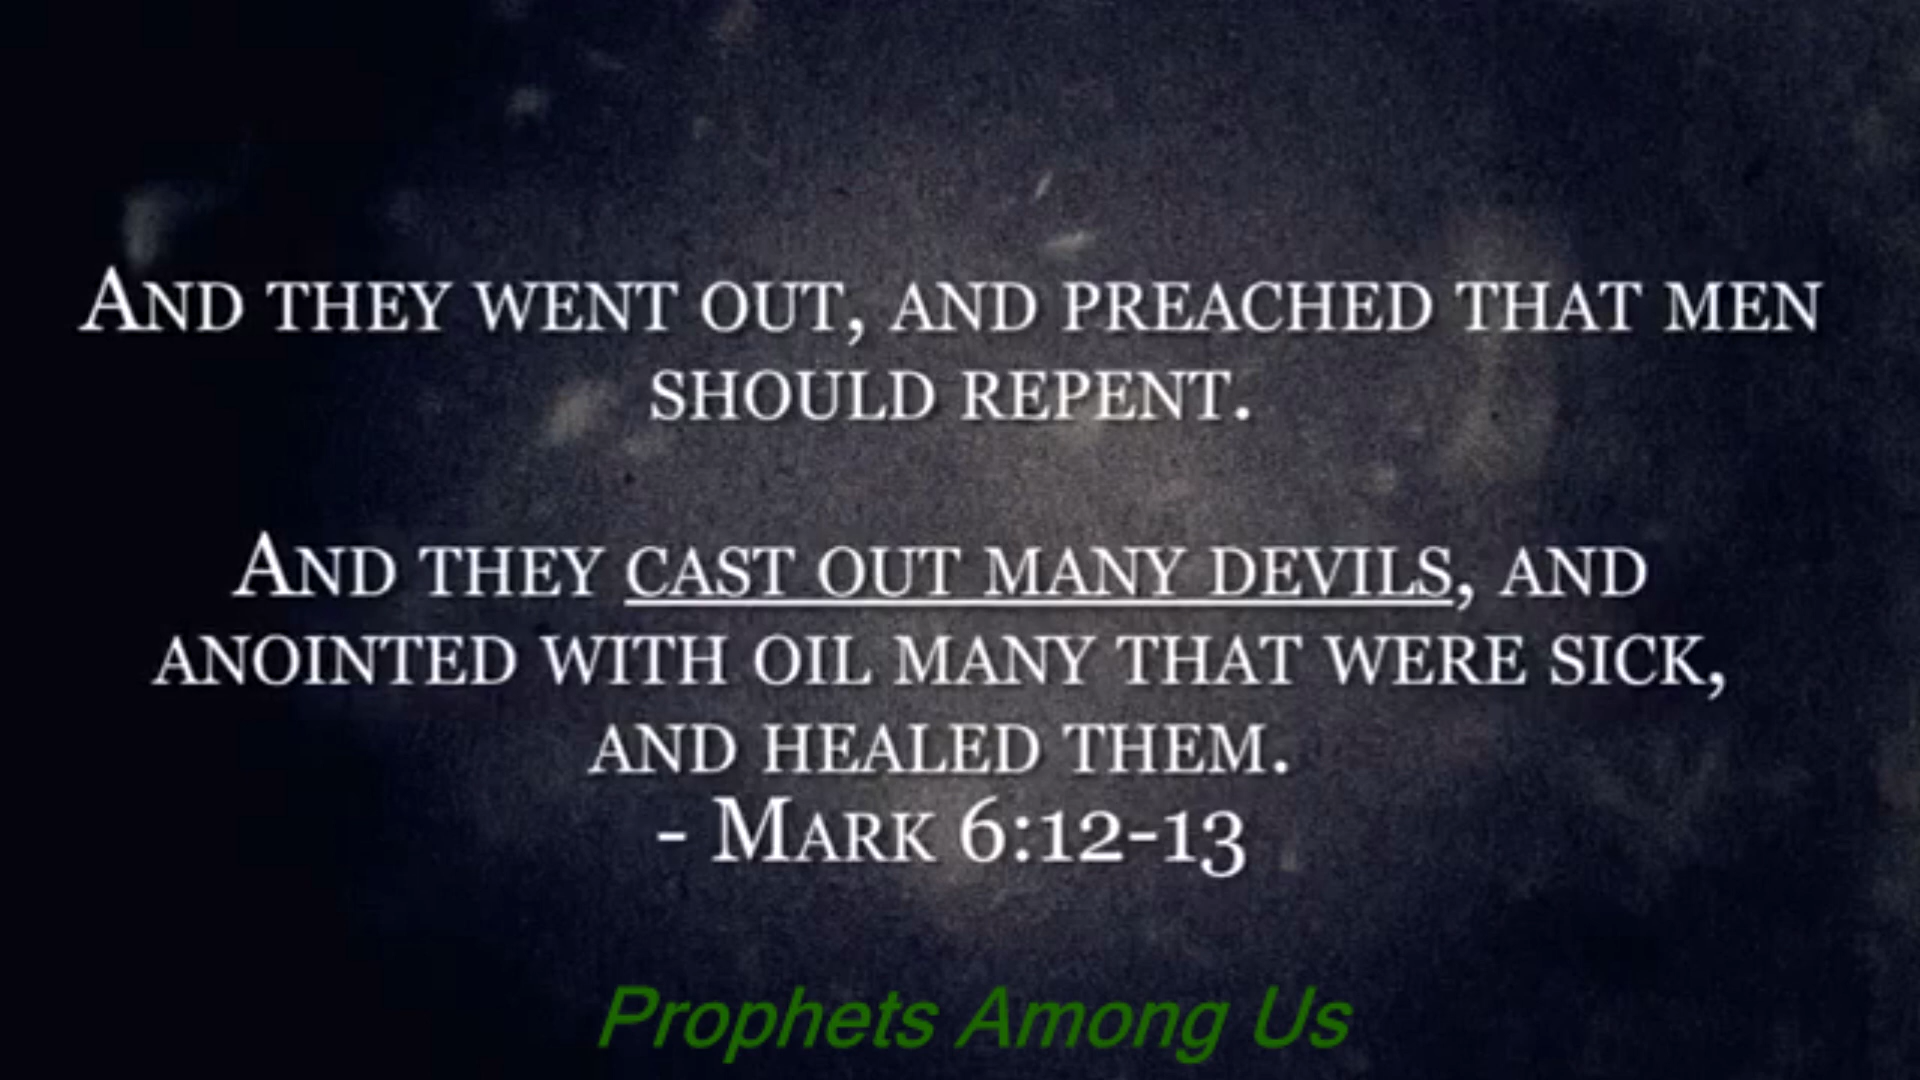 And they went out, and preached that men
should repent.
And they cast out many devils, and
anointed with oil many that were sick,
and healed them.
- Mark 6:12-13
Prophets Among Us